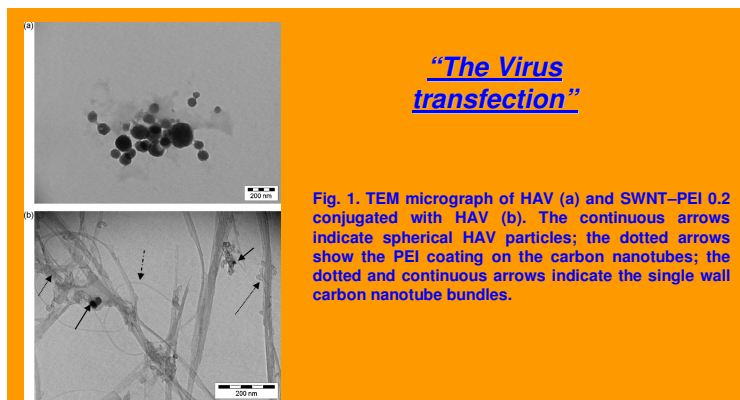 (a)
200 nm
(b)
200 nm
“The Virus
transfection”
Fig. 1. TEM micrograph of HAV (a) and SWNT–PEI 0.2
conjugated with HAV (b). The continuous arrows
indicate spherical HAV particles; the dotted arrows
show the PEI coating on the carbon nanotubes; the
dotted and continuous arrows indicate the single wall
carbon nanotube bundles.